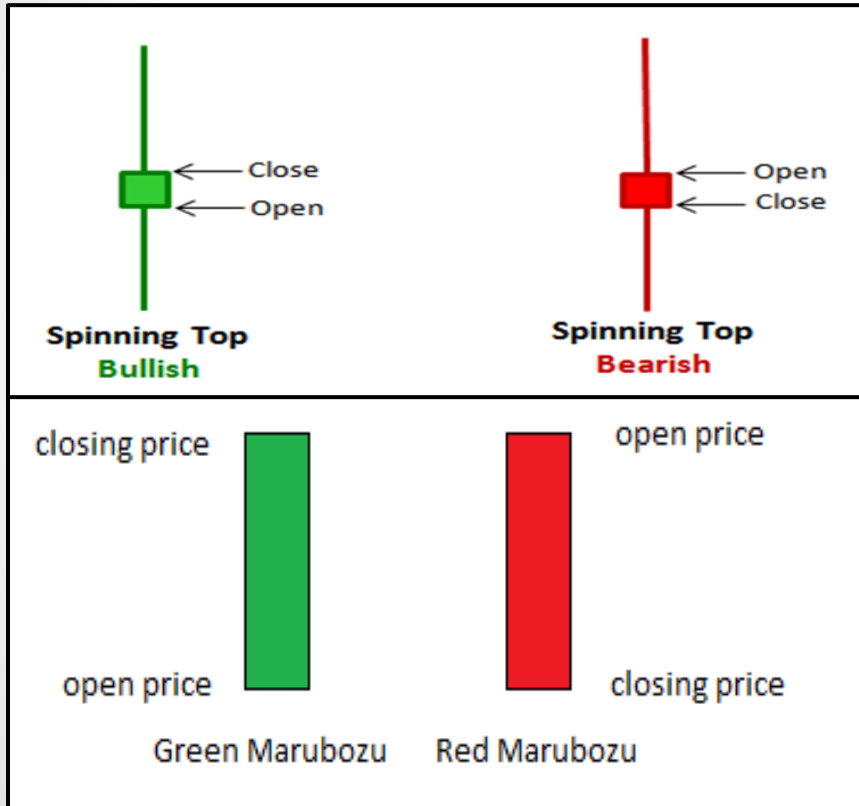 Close
Open
Open
Close
Spinning Top
Bullish
Spinning Top
Bearish
closing price
open price
open price
closing price
Green Marubozu
Red Marubozu